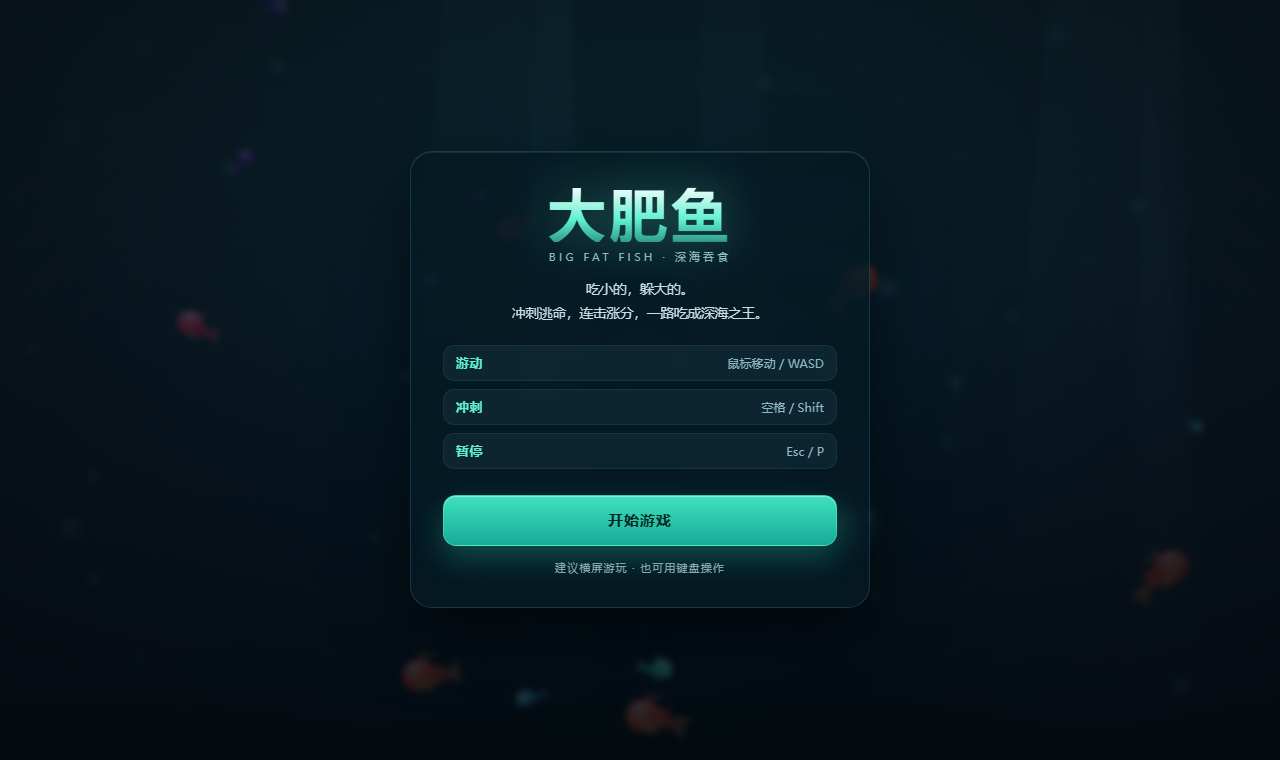 大肥鱼
BIG FAT FISH · 深海吞食
吃小的，躲大的。
冲刺逃命，连击涨分，一路吃成深海之王。
游动 鼠标移动 / WASD
冲刺 空格 / Shift
暂停 Esc / P
开始游戏
建议横屏游玩 · 也可用键盘操作